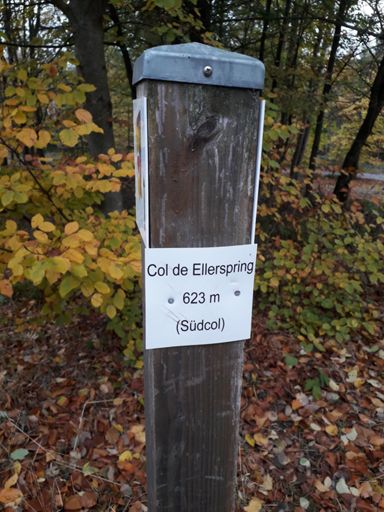 Col de Ellerspring
623 m
(Südcol)